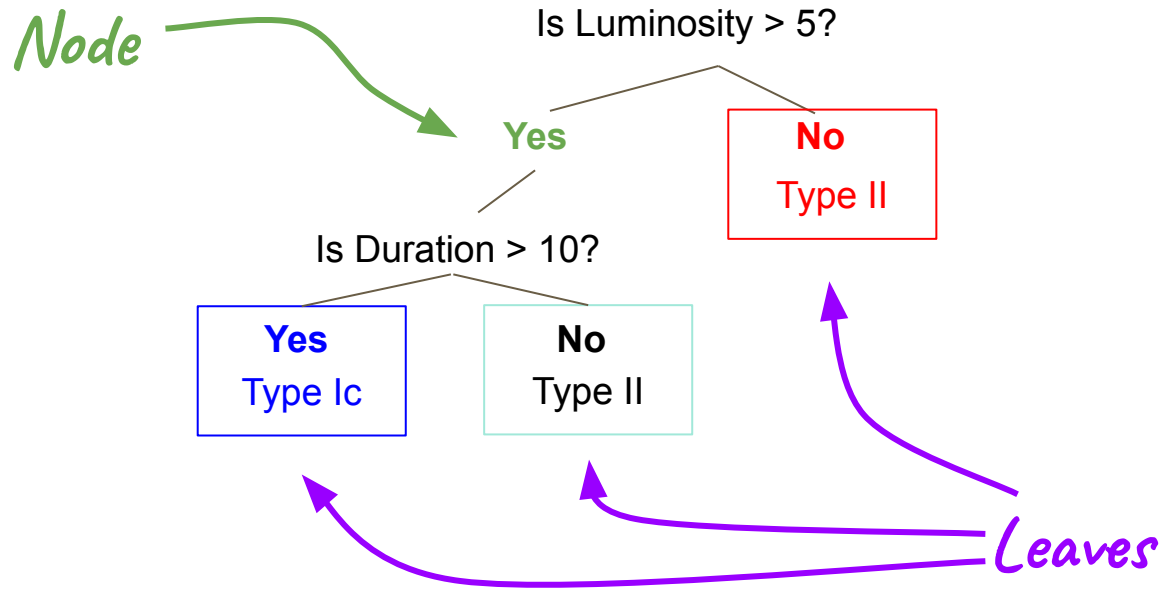 Node
Is Luminosity > 5?
Yes
No
Type II
Is Duration > 10?
Yes
Type Ic
No
Type II
Leaves